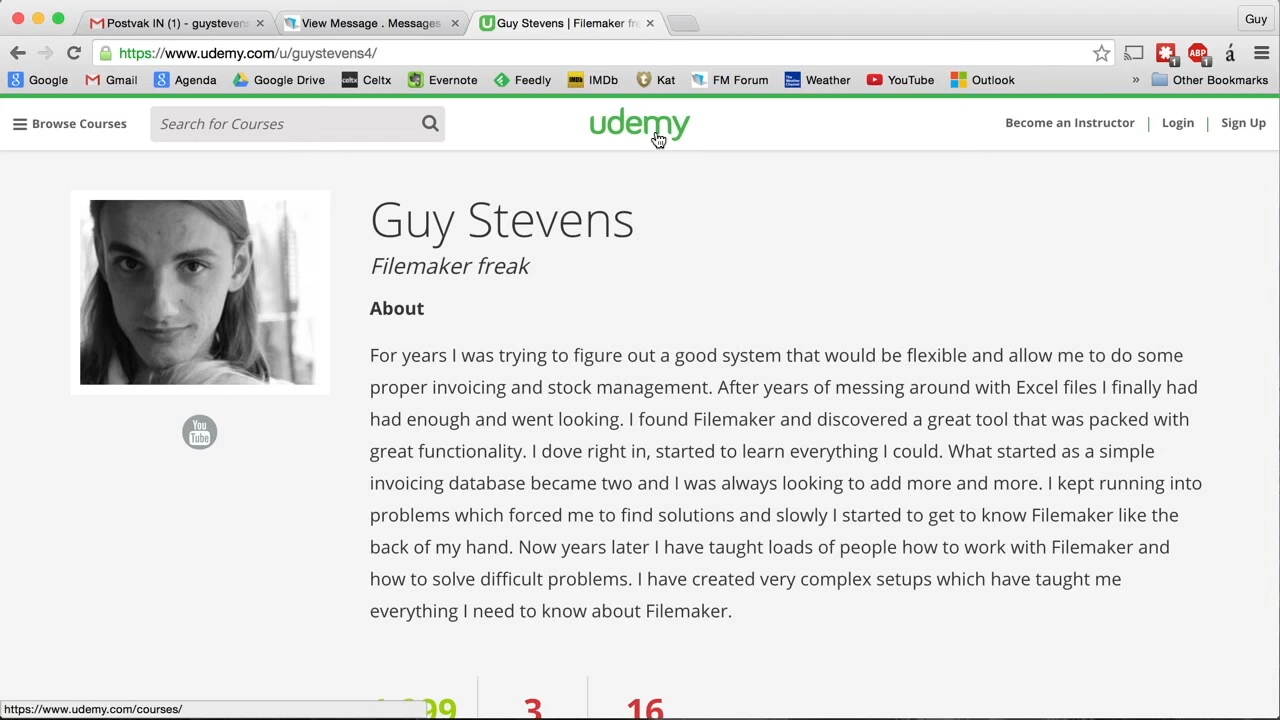 Postvak IN (1) - guysteven
View Message . Messages
Guy Stevens | Filemaker fr
Guy
https://www.udemy.com/u/guystevens4/
ABP
1
1
á
Google
Gmail
Agenda
Google Drive
Celtx
Evernote
Feedly
IMDb
Kat
FM Forum
Weather
YouTube
Outlook
»
Other Bookmarks
Browse Courses
Search for Courses
udemy
Become an Instructor | Login | Sign Up
Guy Stevens
Filemaker freak
About
For years I was trying to figure out a good system that would be flexible and allow me to do some
proper invoicing and stock management. After years of messing around with Excel files I finally had
had enough and went looking. I found Filemaker and discovered a great tool that was packed with
great functionality. I dove right in, started to learn everything I could. What started as a simple
invoicing database became two and I was always looking to add more and more. I kept running into
problems which forced me to find solutions and slowly I started to get to know Filemaker like the
back of my hand. Now years later I have taught loads of people how to work with Filemaker and
how to solve difficult problems. I have created very complex setups which have taught me
everything I need to know about Filemaker.
You
Tube
3
16
https://www.udemy.com/courses/